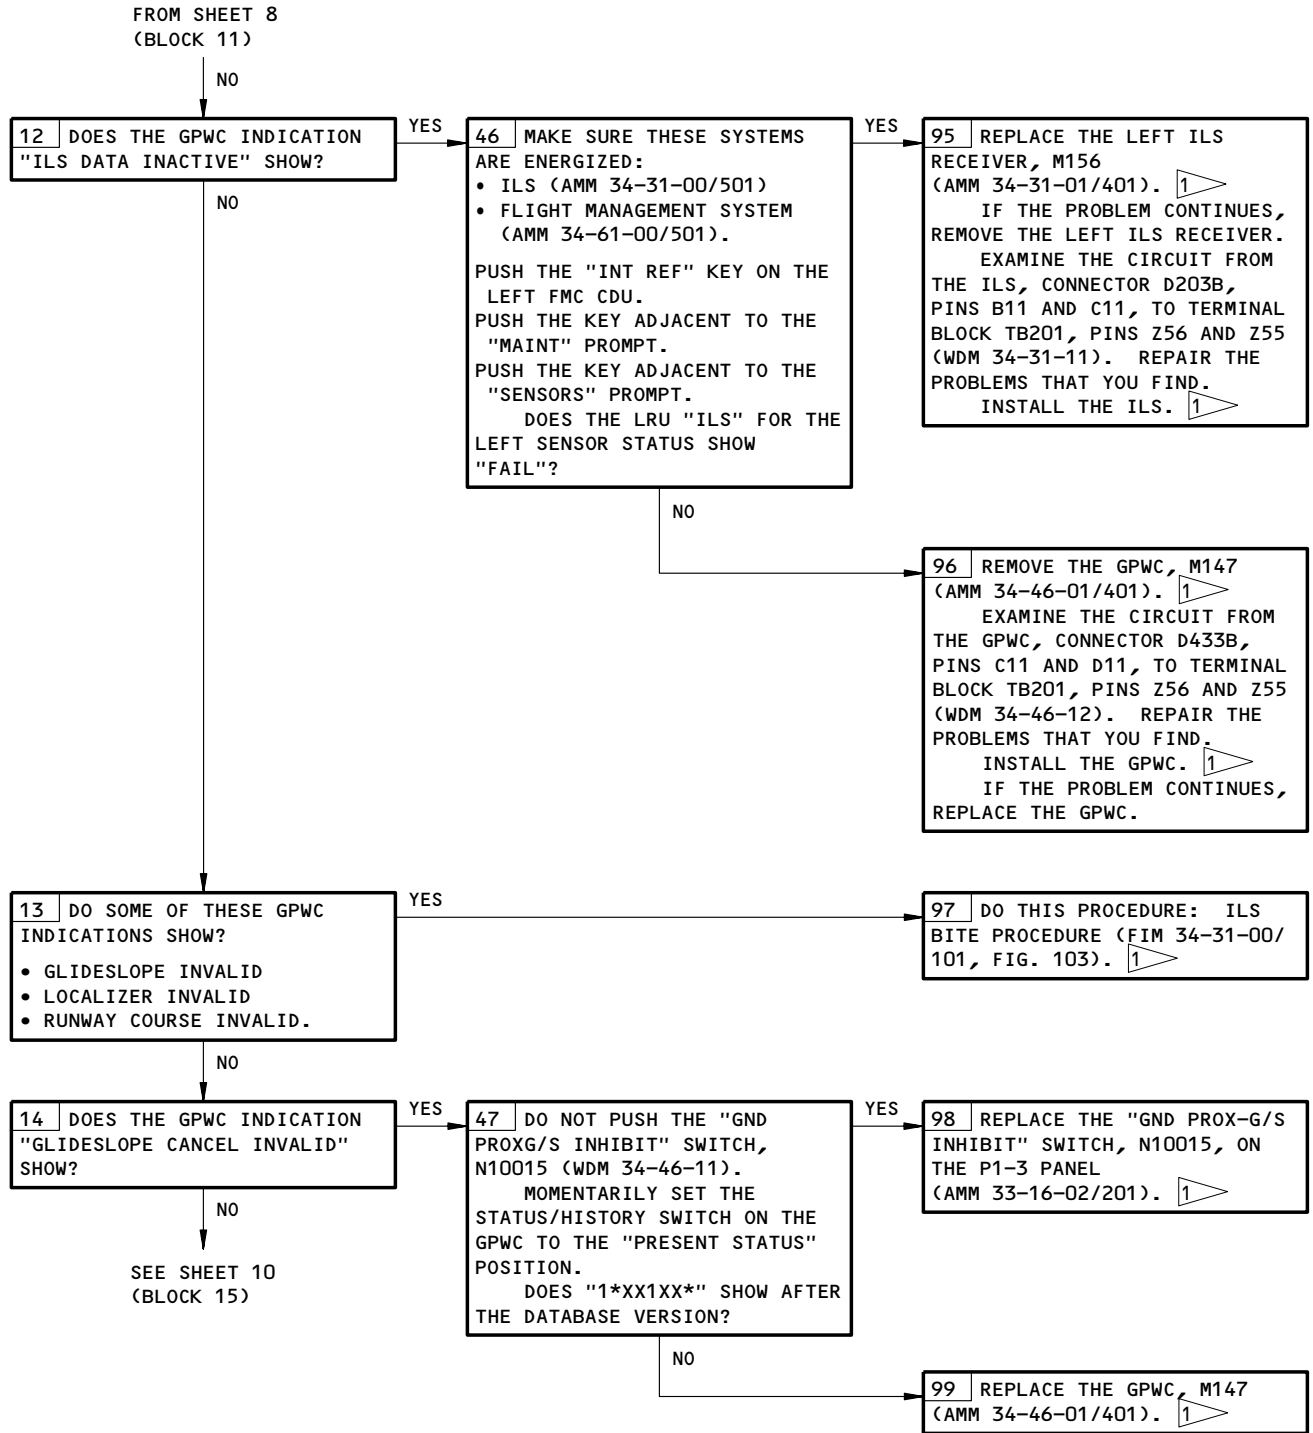 FROM SHEET 8
(BLOCK 11)
NO
12 DOES THE GPWC INDICATION
"ILS DATA INACTIVE" SHOW?
YES
NO
46 MAKE SURE THESE SYSTEMS
ARE ENERGIZED:
• ILS (AMM 34-31-00/501)
• FLIGHT MANAGEMENT SYSTEM
(AMM 34-61-00/501).
PUSH THE "INT REF" KEY ON THE
LEFT FMC CDU.
PUSH THE KEY ADJACENT TO THE
"MAINT" PROMPT.
PUSH THE KEY ADJACENT TO THE
"SENSORS" PROMPT.
DOES THE LRU "ILS" FOR THE
LEFT SENSOR STATUS SHOW
"FAIL"?
YES
NO
95 REPLACE THE LEFT ILS
RECEIVER, M156
(AMM 34-31-01/401). 1
IF THE PROBLEM CONTINUES,
REMOVE THE LEFT ILS RECEIVER.
EXAMINE THE CIRCUIT FROM
THE ILS, CONNECTOR D203B,
PINS B11 AND C11, TO TERMINAL
BLOCK TB201, PINS Z56 AND Z55
(WDM 34-31-11). REPAIR THE
PROBLEMS THAT YOU FIND.
INSTALL THE ILS. 1
96 REMOVE THE GPWC, M147
(AMM 34-46-01/401). 1
EXAMINE THE CIRCUIT FROM
THE GPWC, CONNECTOR D433B,
PINS C11 AND D11, TO TERMINAL
BLOCK TB201, PINS Z56 AND Z55
(WDM 34-46-12). REPAIR THE
PROBLEMS THAT YOU FIND.
INSTALL THE GPWC. 1
IF THE PROBLEM CONTINUES,
REPLACE THE GPWC.
13 DO SOME OF THESE GPWC
INDICATIONS SHOW?
• GLIDESLOPE INVALID
• LOCALIZER INVALID
• RUNWAY COURSE INVALID.
YES
NO
97 DO THIS PROCEDURE: ILS
BITE PROCEDURE (FIM 34-31-00/
101, FIG. 103). 1
14 DOES THE GPWC INDICATION
"GLIDESLOPE CANCEL INVALID"
SHOW?
YES
NO
SEE SHEET 10
(BLOCK 15)
47 DO NOT PUSH THE "GND
PROXG/S INHIBIT" SWITCH,
N10015 (WDM 34-46-11).
MOMENTARILY SET THE
STATUS/HISTORY SWITCH ON THE
GPWC TO THE "PRESENT STATUS"
POSITION.
DOES "1*XX1XX*" SHOW AFTER
THE DATABASE VERSION?
YES
NO
98 REPLACE THE "GND PROX-G/S
INHIBIT" SWITCH, N10015, ON
THE P1-3 PANEL
(AMM 33-16-02/201). 1
99 REPLACE THE GPWC, M147
(AMM 34-46-01/401). 1